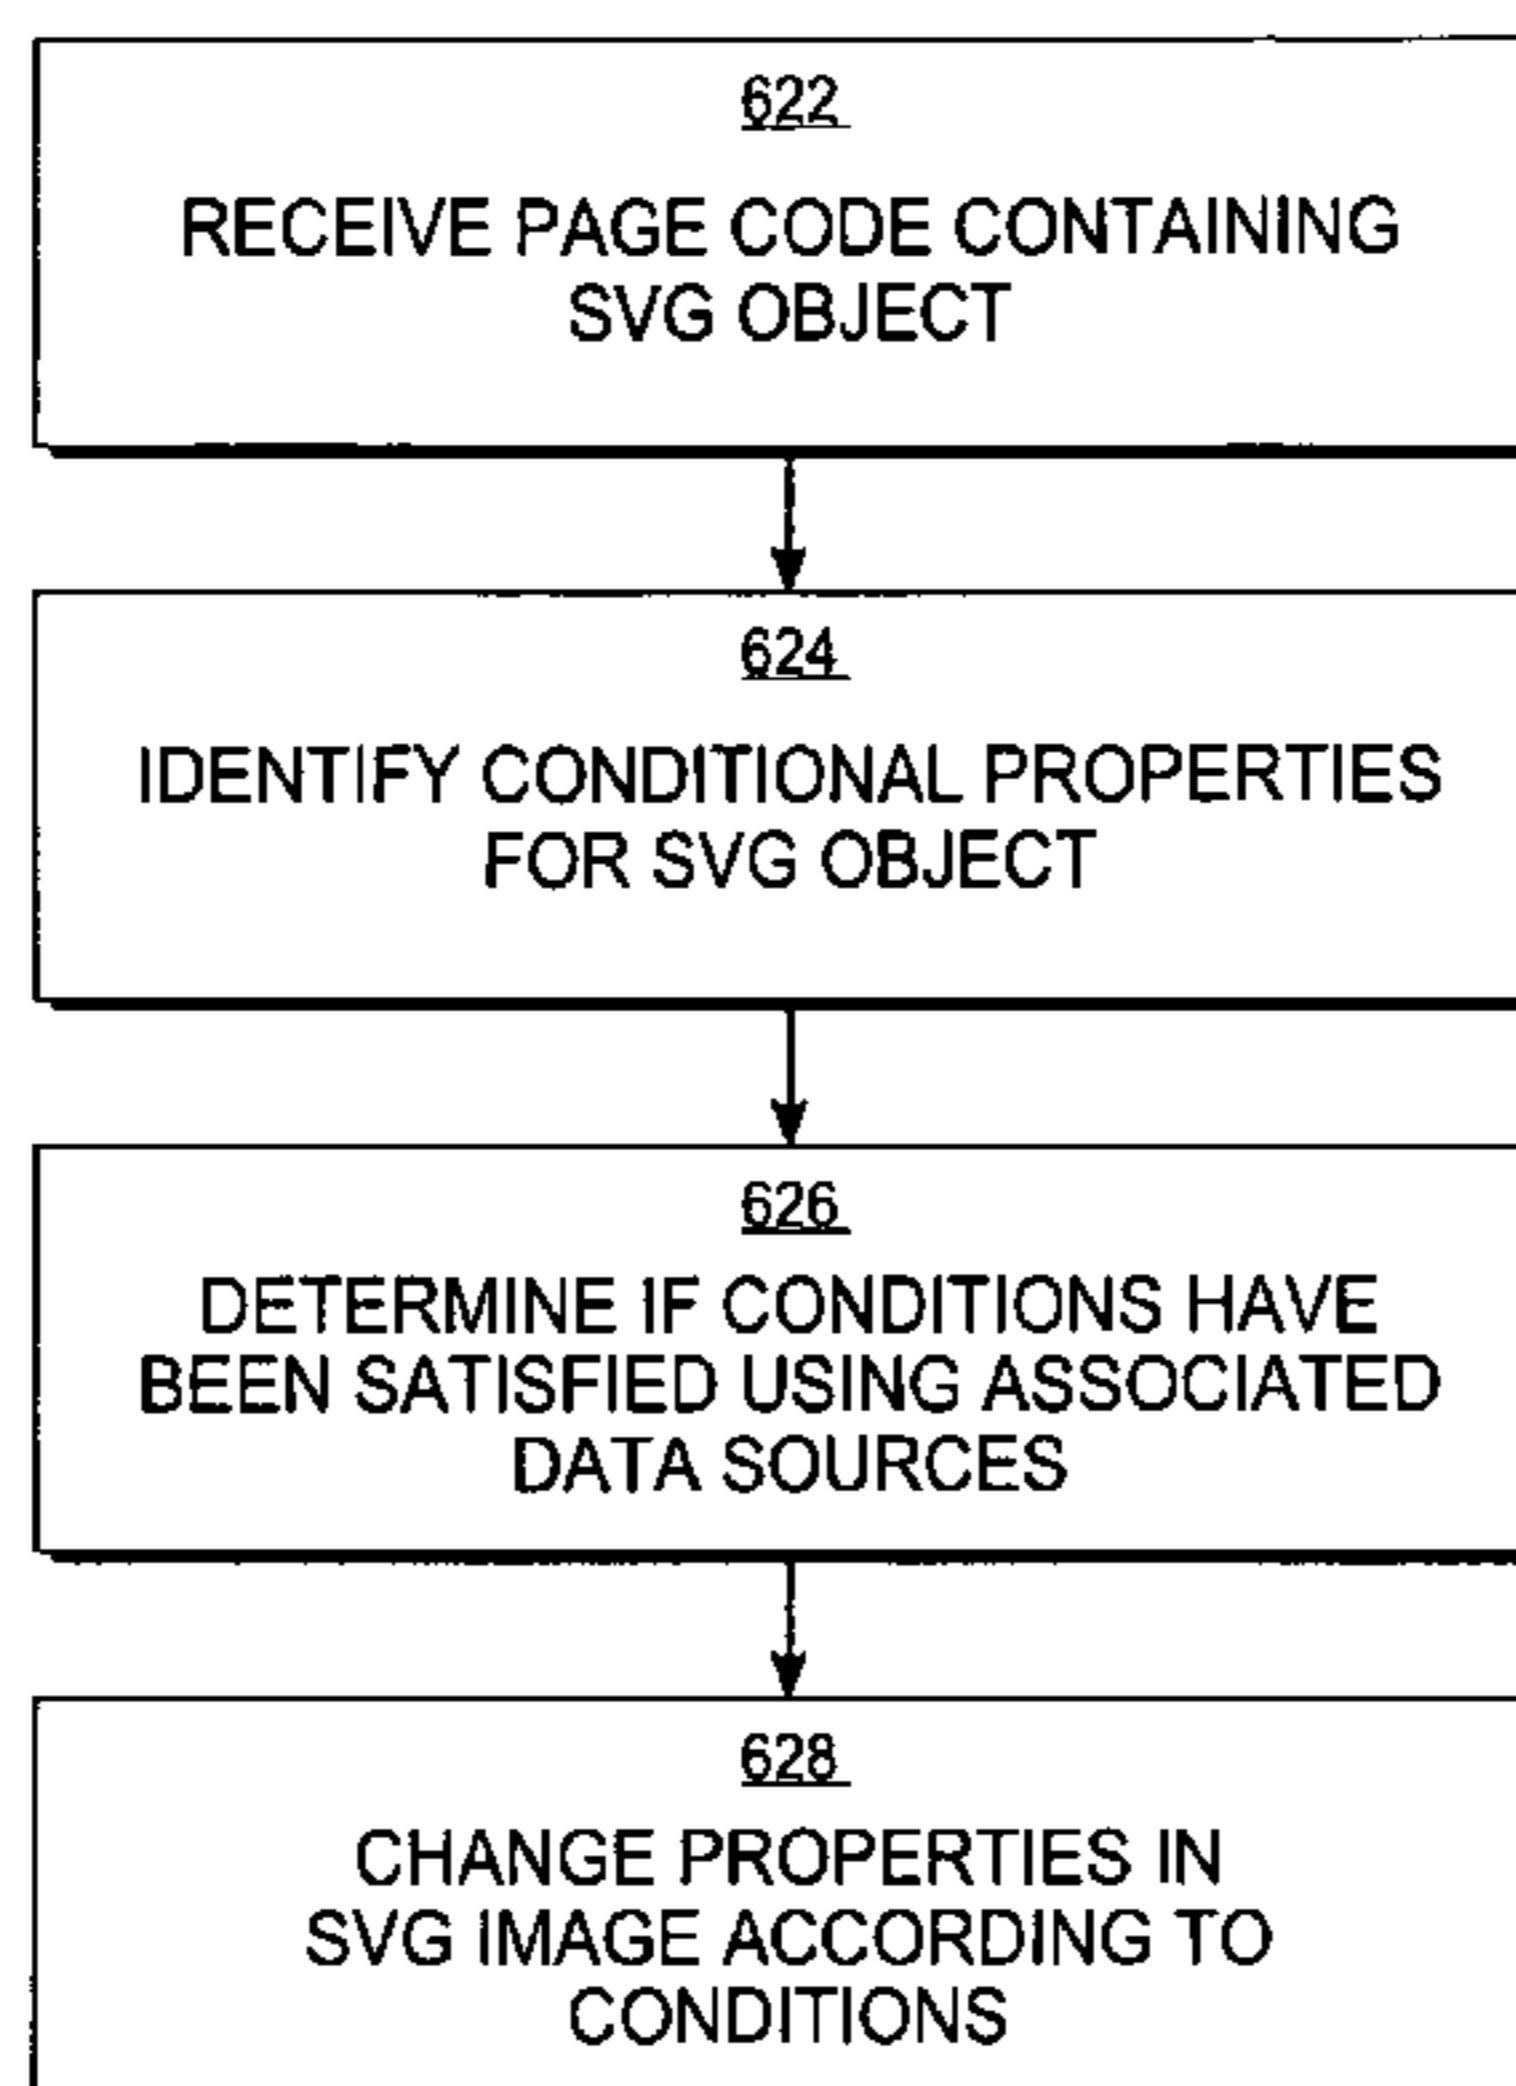 622
RECEIVE PAGE CODE CONTAINING
SVG OBJECT
624
IDENTIFY CONDITIONAL PROPERTIES
FOR SVG OBJECT
626
DETERMINE IF CONDITIONS HAVE
BEEN SATISFIED USING ASSOCIATED
DATA SOURCES
628
CHANGE PROPERTIES IN
SVG IMAGE ACCORDING TO
CONDITIONS